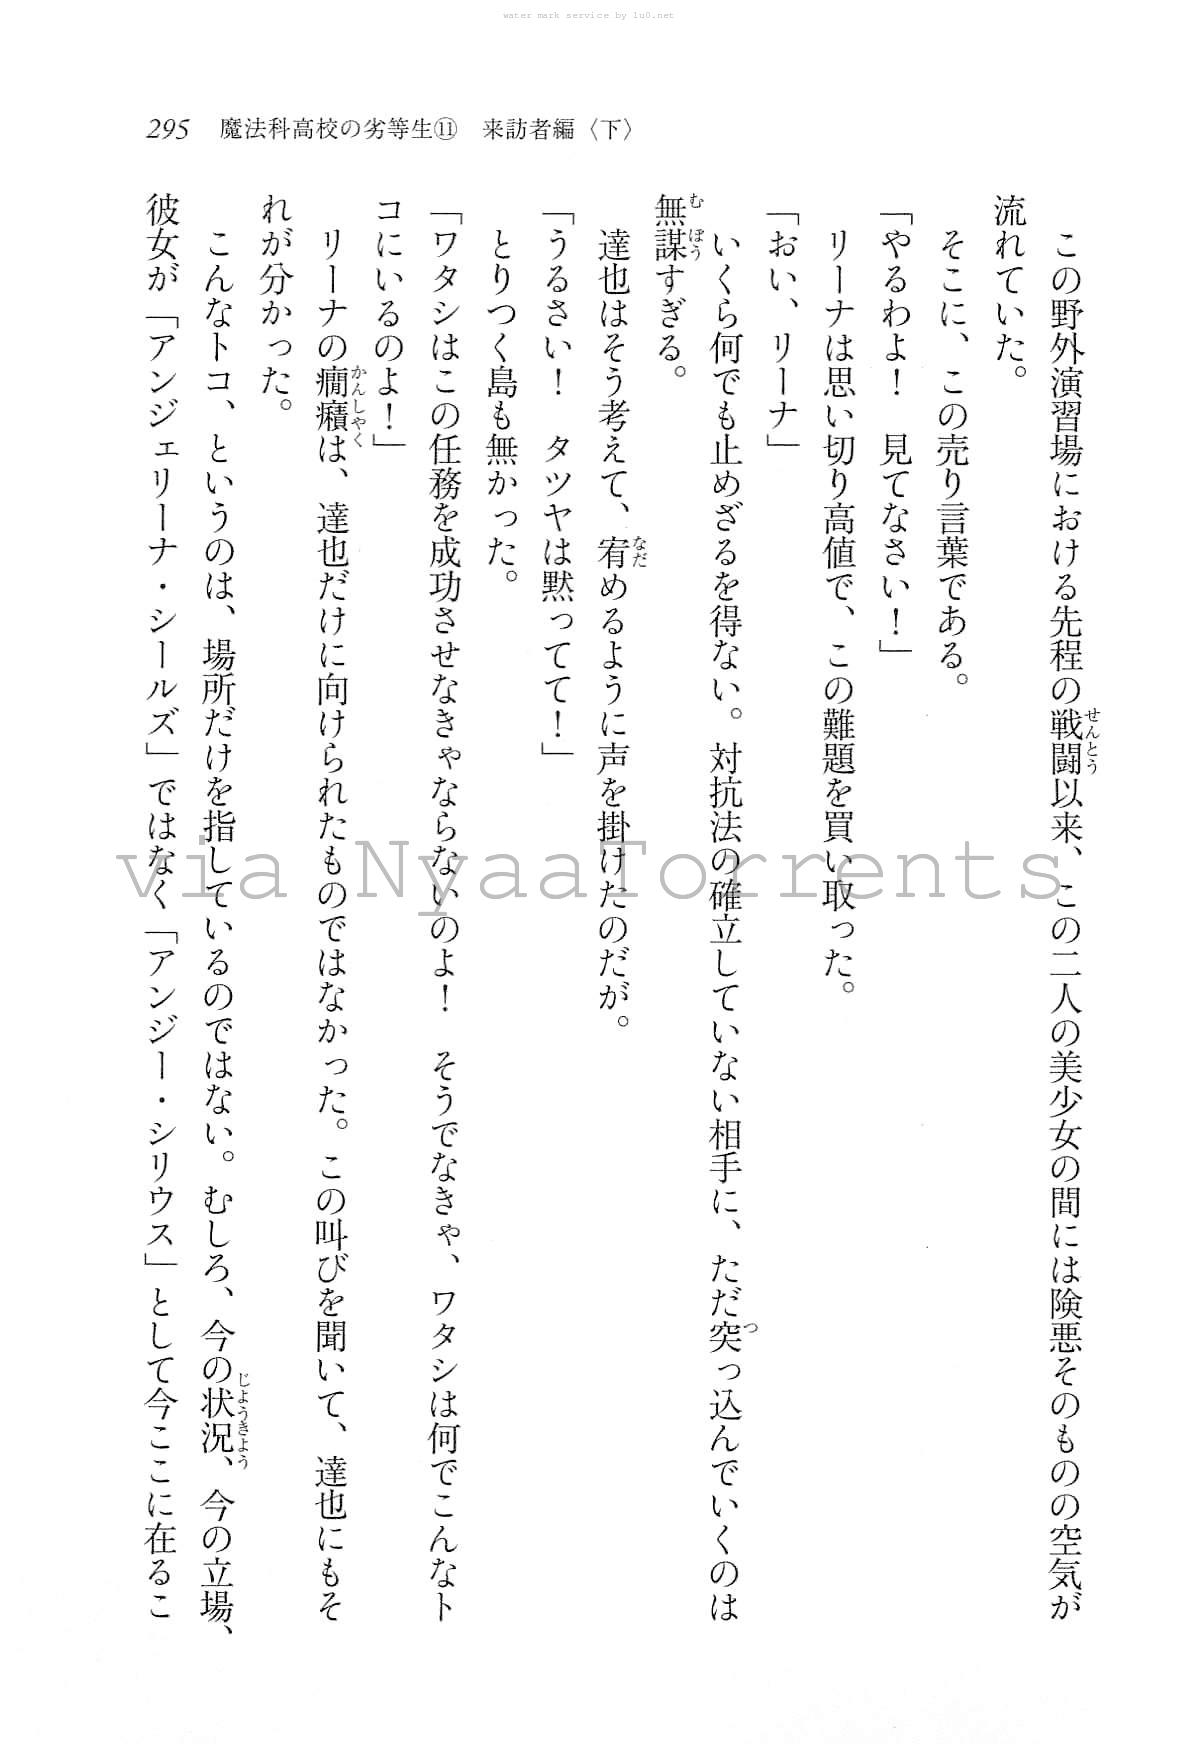 water mark service by lu0.net
295 魔法科高校の劣等生⑪ 来訪者編〈下〉
この野外演習場における先程の戦闘以来、この二人の美少女の間には険悪そのものの空気が
流れていた。
そこに、この売り言葉である。
「やるわよ！ 見てなさい！」
リーナは思い切り高値で、この難題を買い取った。
「おい、リーナ」
いくら何でも止めざるを得ない。対抗法の確立していない相手に、ただ突っ込んでいくのは
無謀すぎる。
達也はそう考えて、宥めるように声を掛けたのだが。
「うるさい！ タツヤは黙ってて！」
とりつく島も無かった。
「ワタシはこの任務を成功させなきゃならないのよ！ そうでなきゃ、ワタシは何でこんなト
コにいるのよ！」
リーナの癇癪は、達也だけに向けられたものではなかった。この叫びを聞いて、達也にもそ
れが分かった。
こんなトコ、というのは、場所だけを指しているのではない。むしろ、今の状況、今の立場、
彼女が「アンジェリーナ・シールズ」ではなく「アンジー・シリウス」として今ここに在るこ
via NyaaTorrents